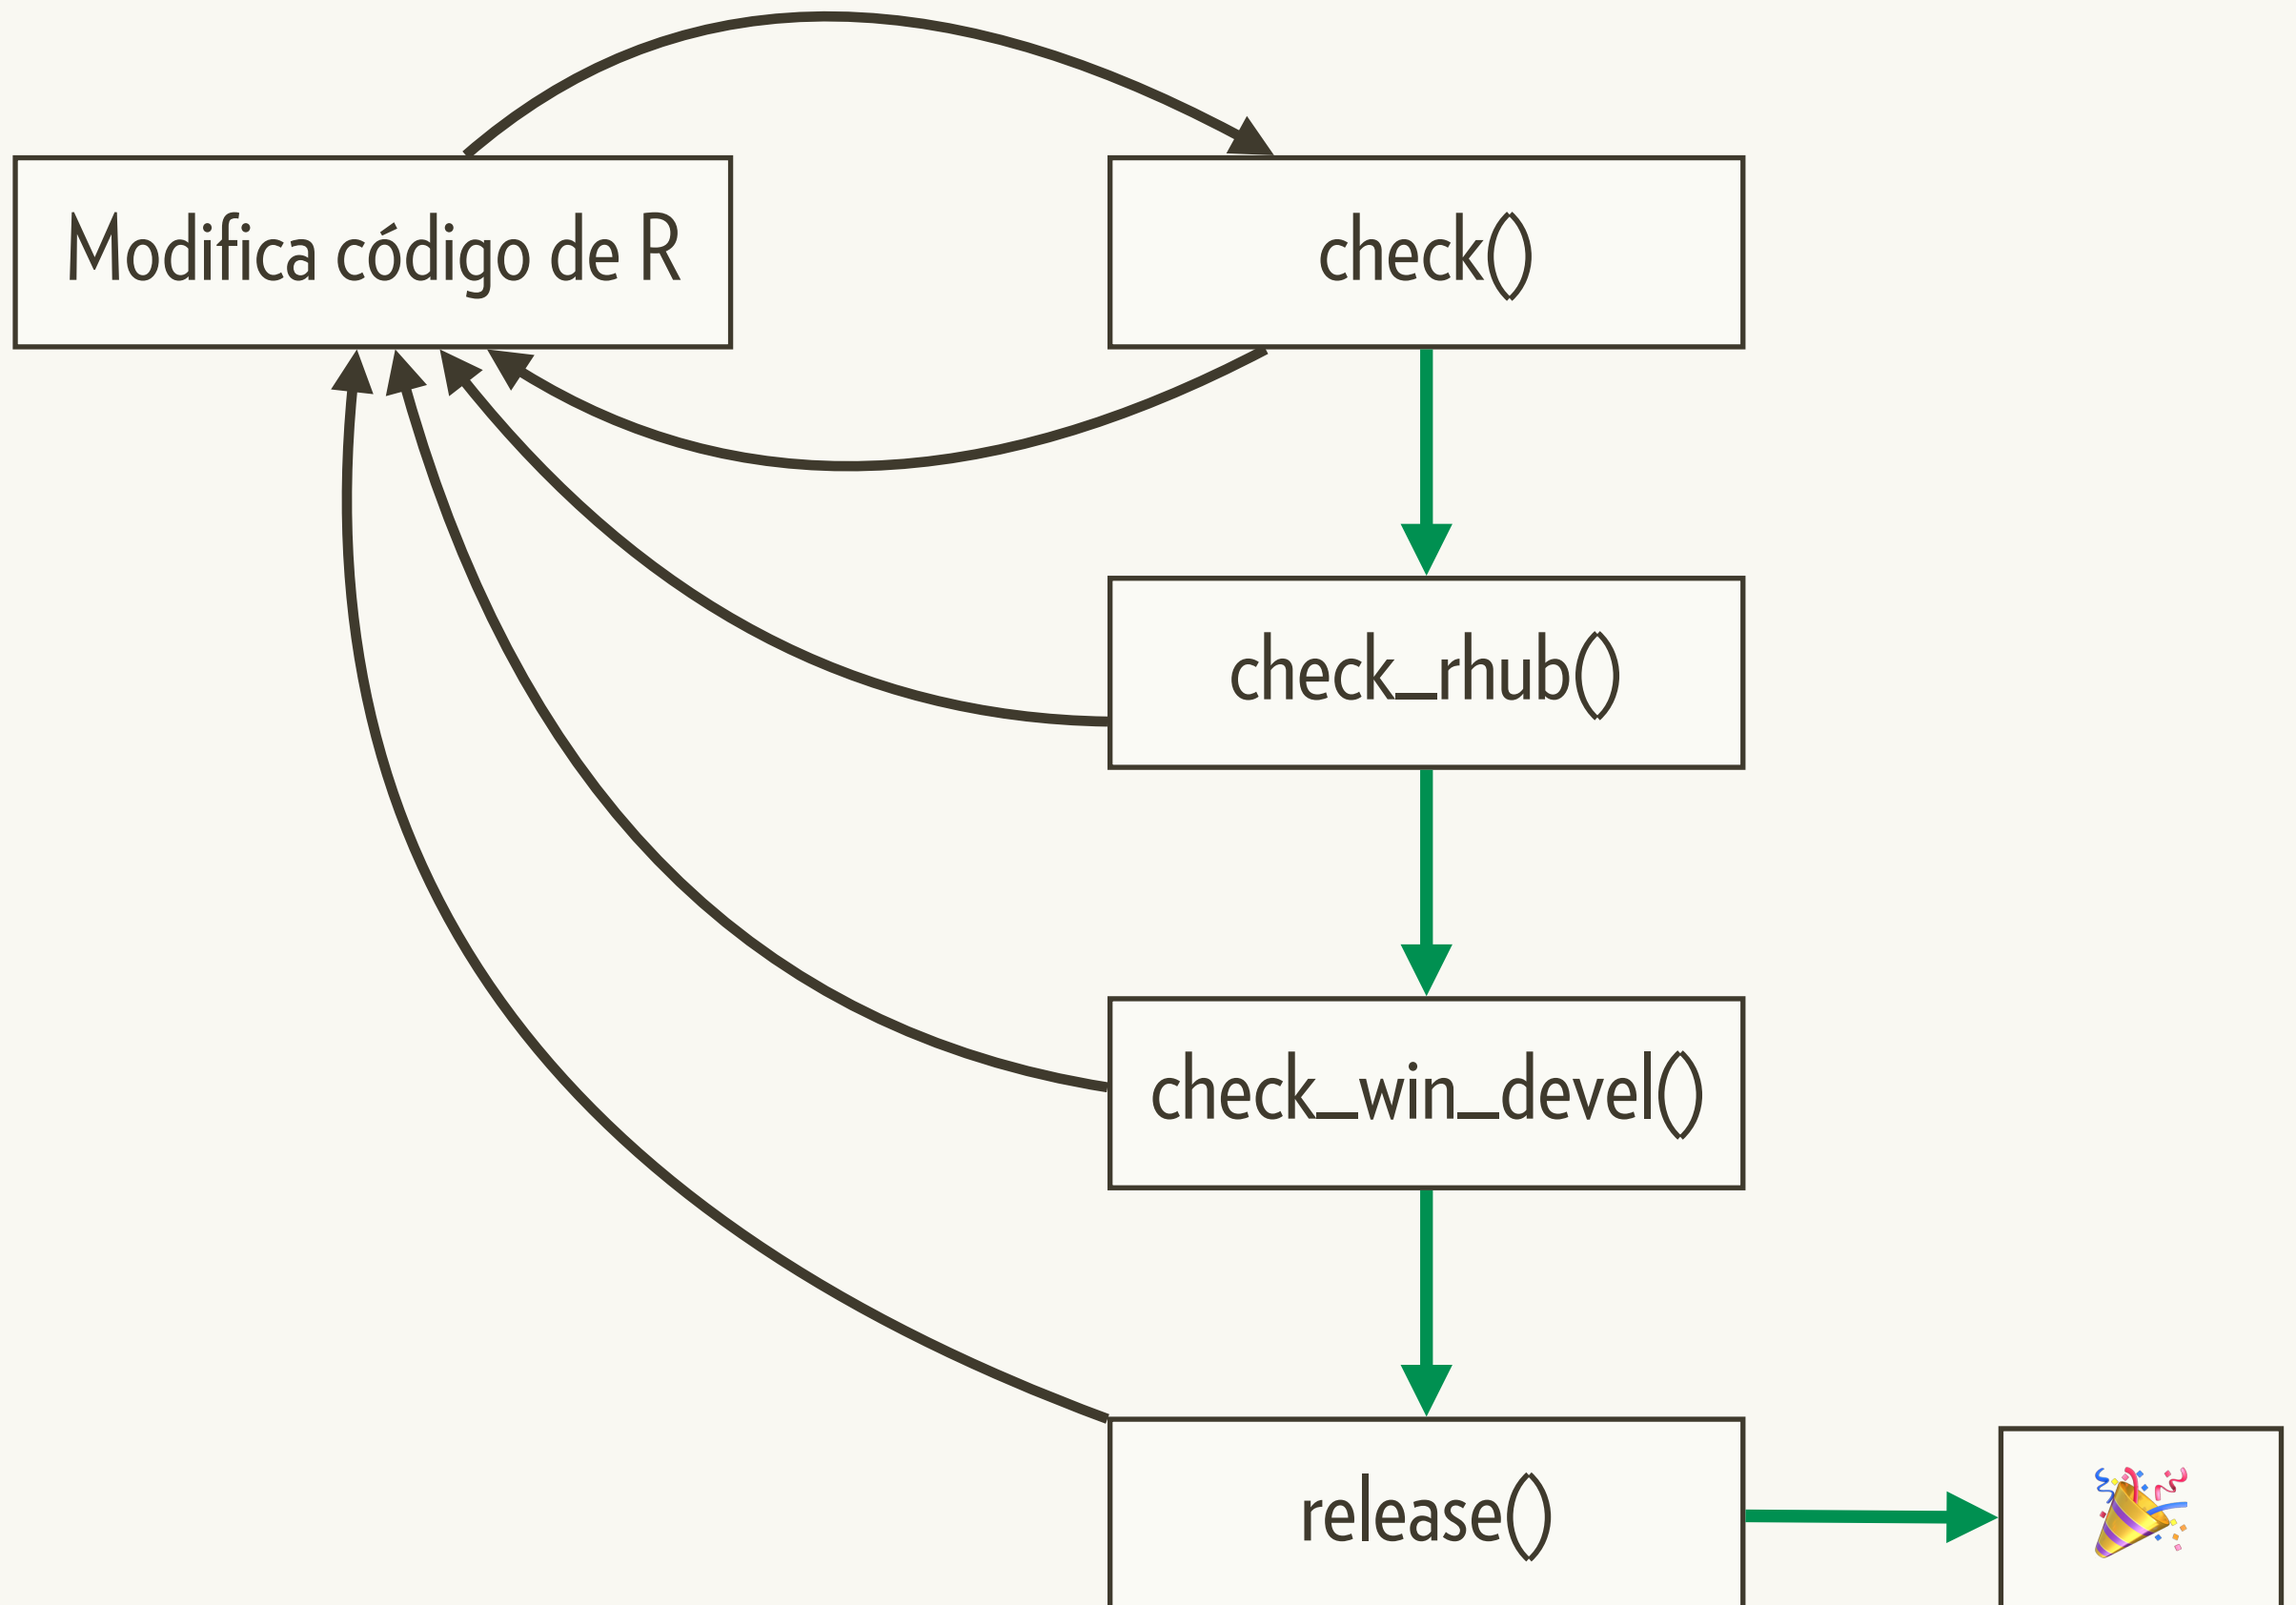 Modifica código de R
check()
check_rhub()
check_win_devel()
release()